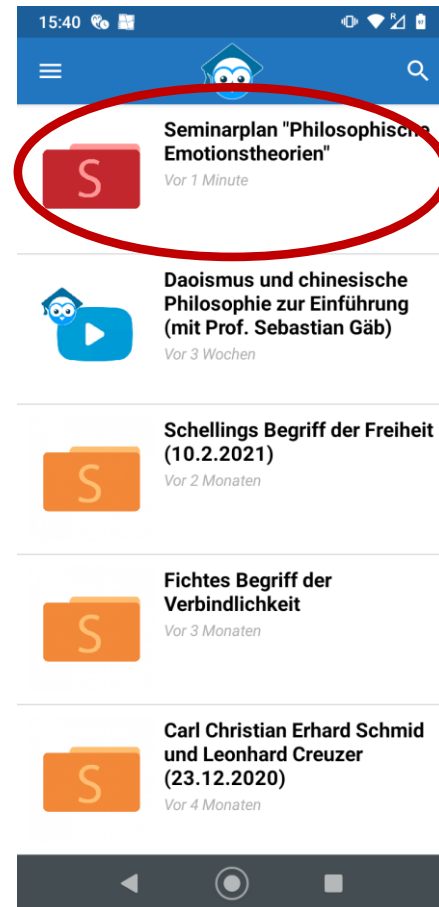 15:40
S
Seminarplan "Philosophische
Emotionstheorien"
Vor 1 Minute
Daoismus und chinesische
Philosophie zur Einführung
(mit Prof. Sebastian Gäb)
Vor 3 Wochen
S
Schellings Begriff der Freiheit
(10.2.2021)
Vor 2 Monaten
S
Fichtes Begriff der
Verbindlichkeit
Vor 3 Monaten
S
Carl Christian Erhard Schmid
und Leonhard Creuzer
(23.12.2020)
Vor 4 Monaten